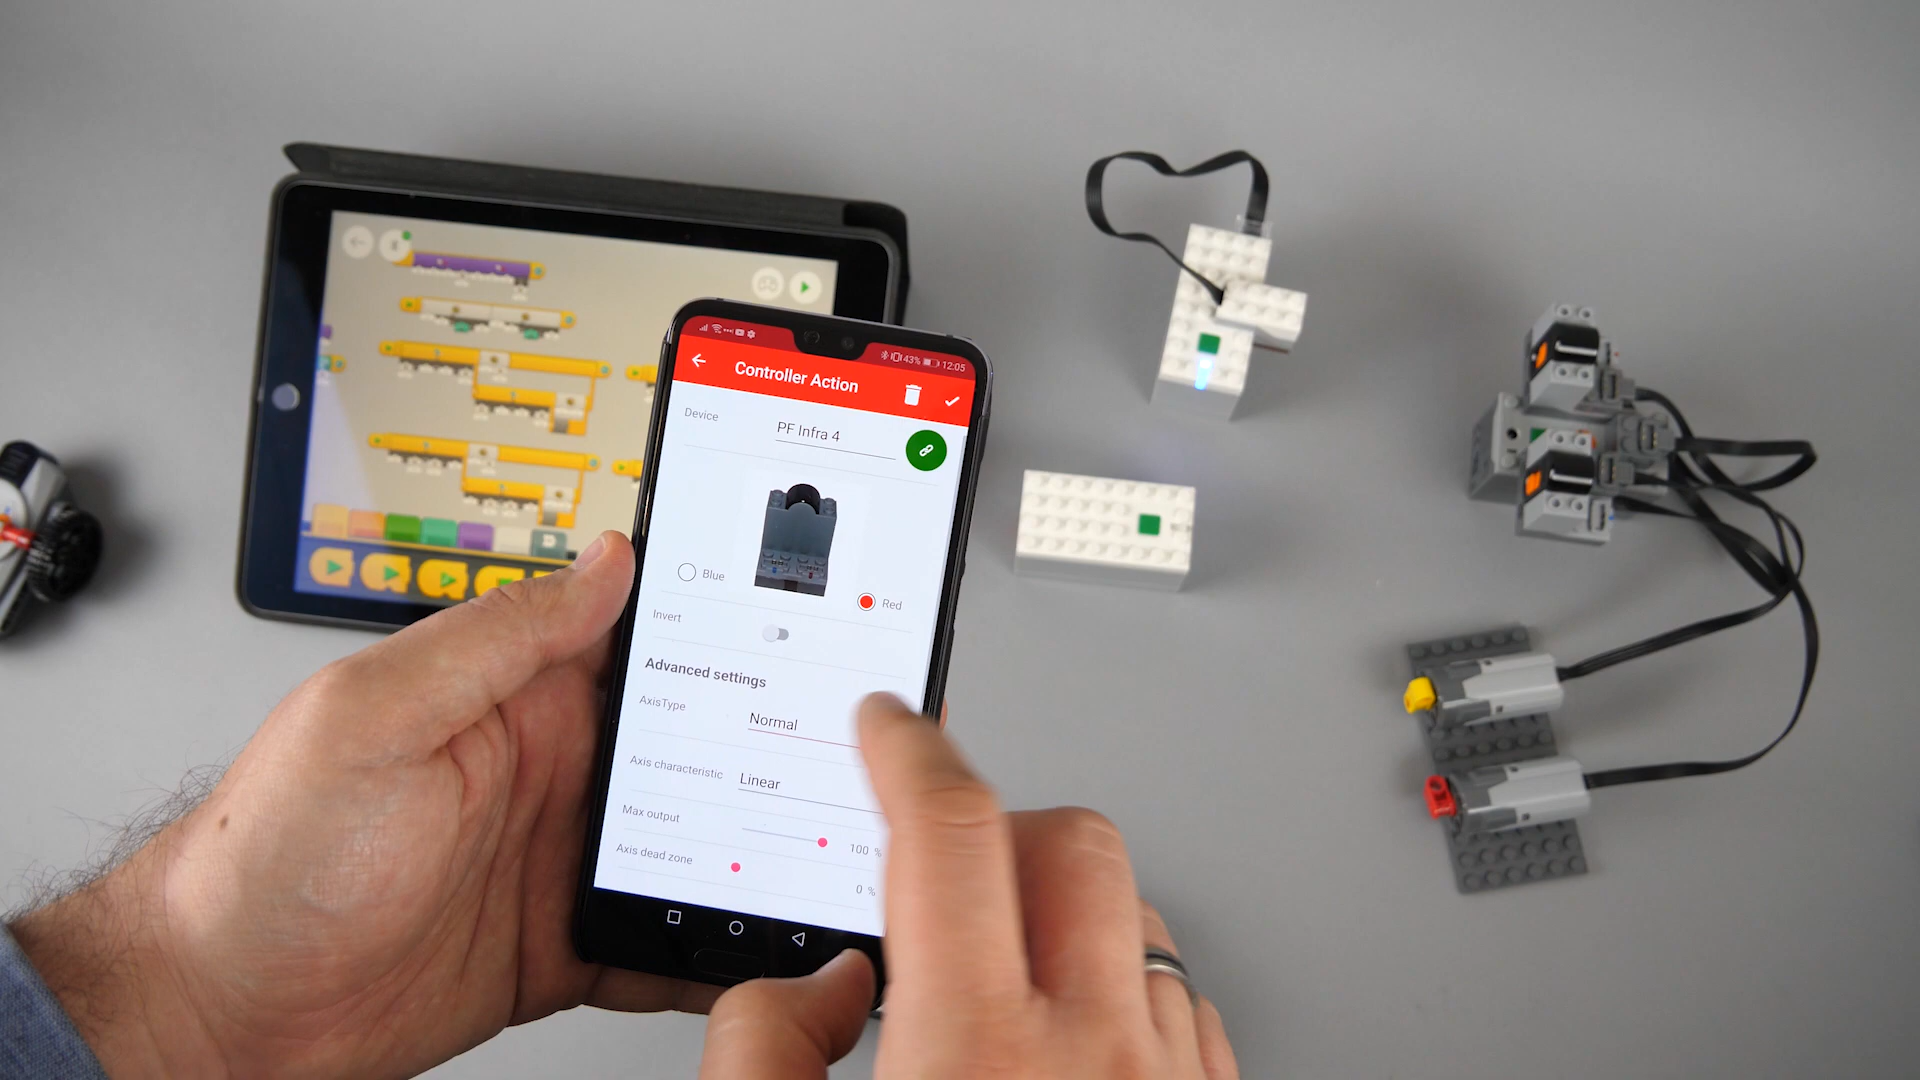 43% 12:05
Controller Action
Device
PF Infra 4
Blue
Red
Invert
Advanced settings
AxisType
Normal
Axis characteristic
Linear
Max output
100 %
Axis dead zone
0 %